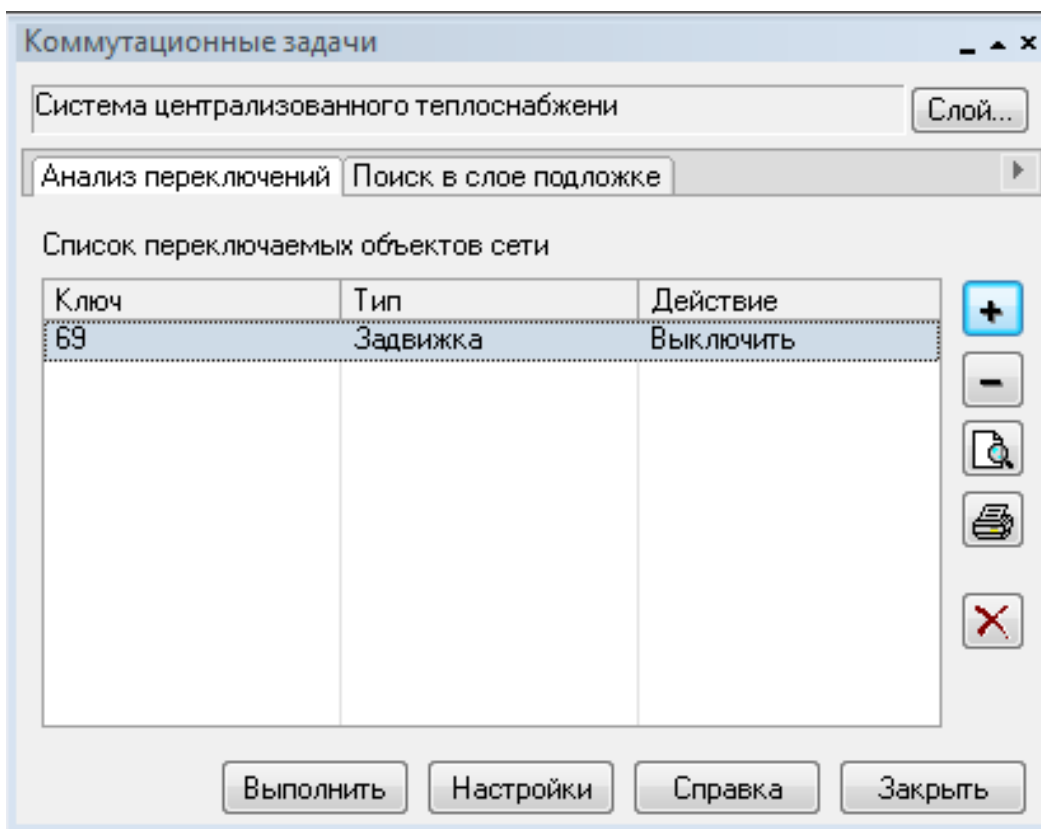 Коммутационные задачи
Система централизованного теплоснабжени
Слой...
Анализ переключений Поиск в слое подложке
Список переключаемых объектов сети
Ключ Тип Действие
69 Задвижка Выключить
Выполнить Настройки Справка Закрыть